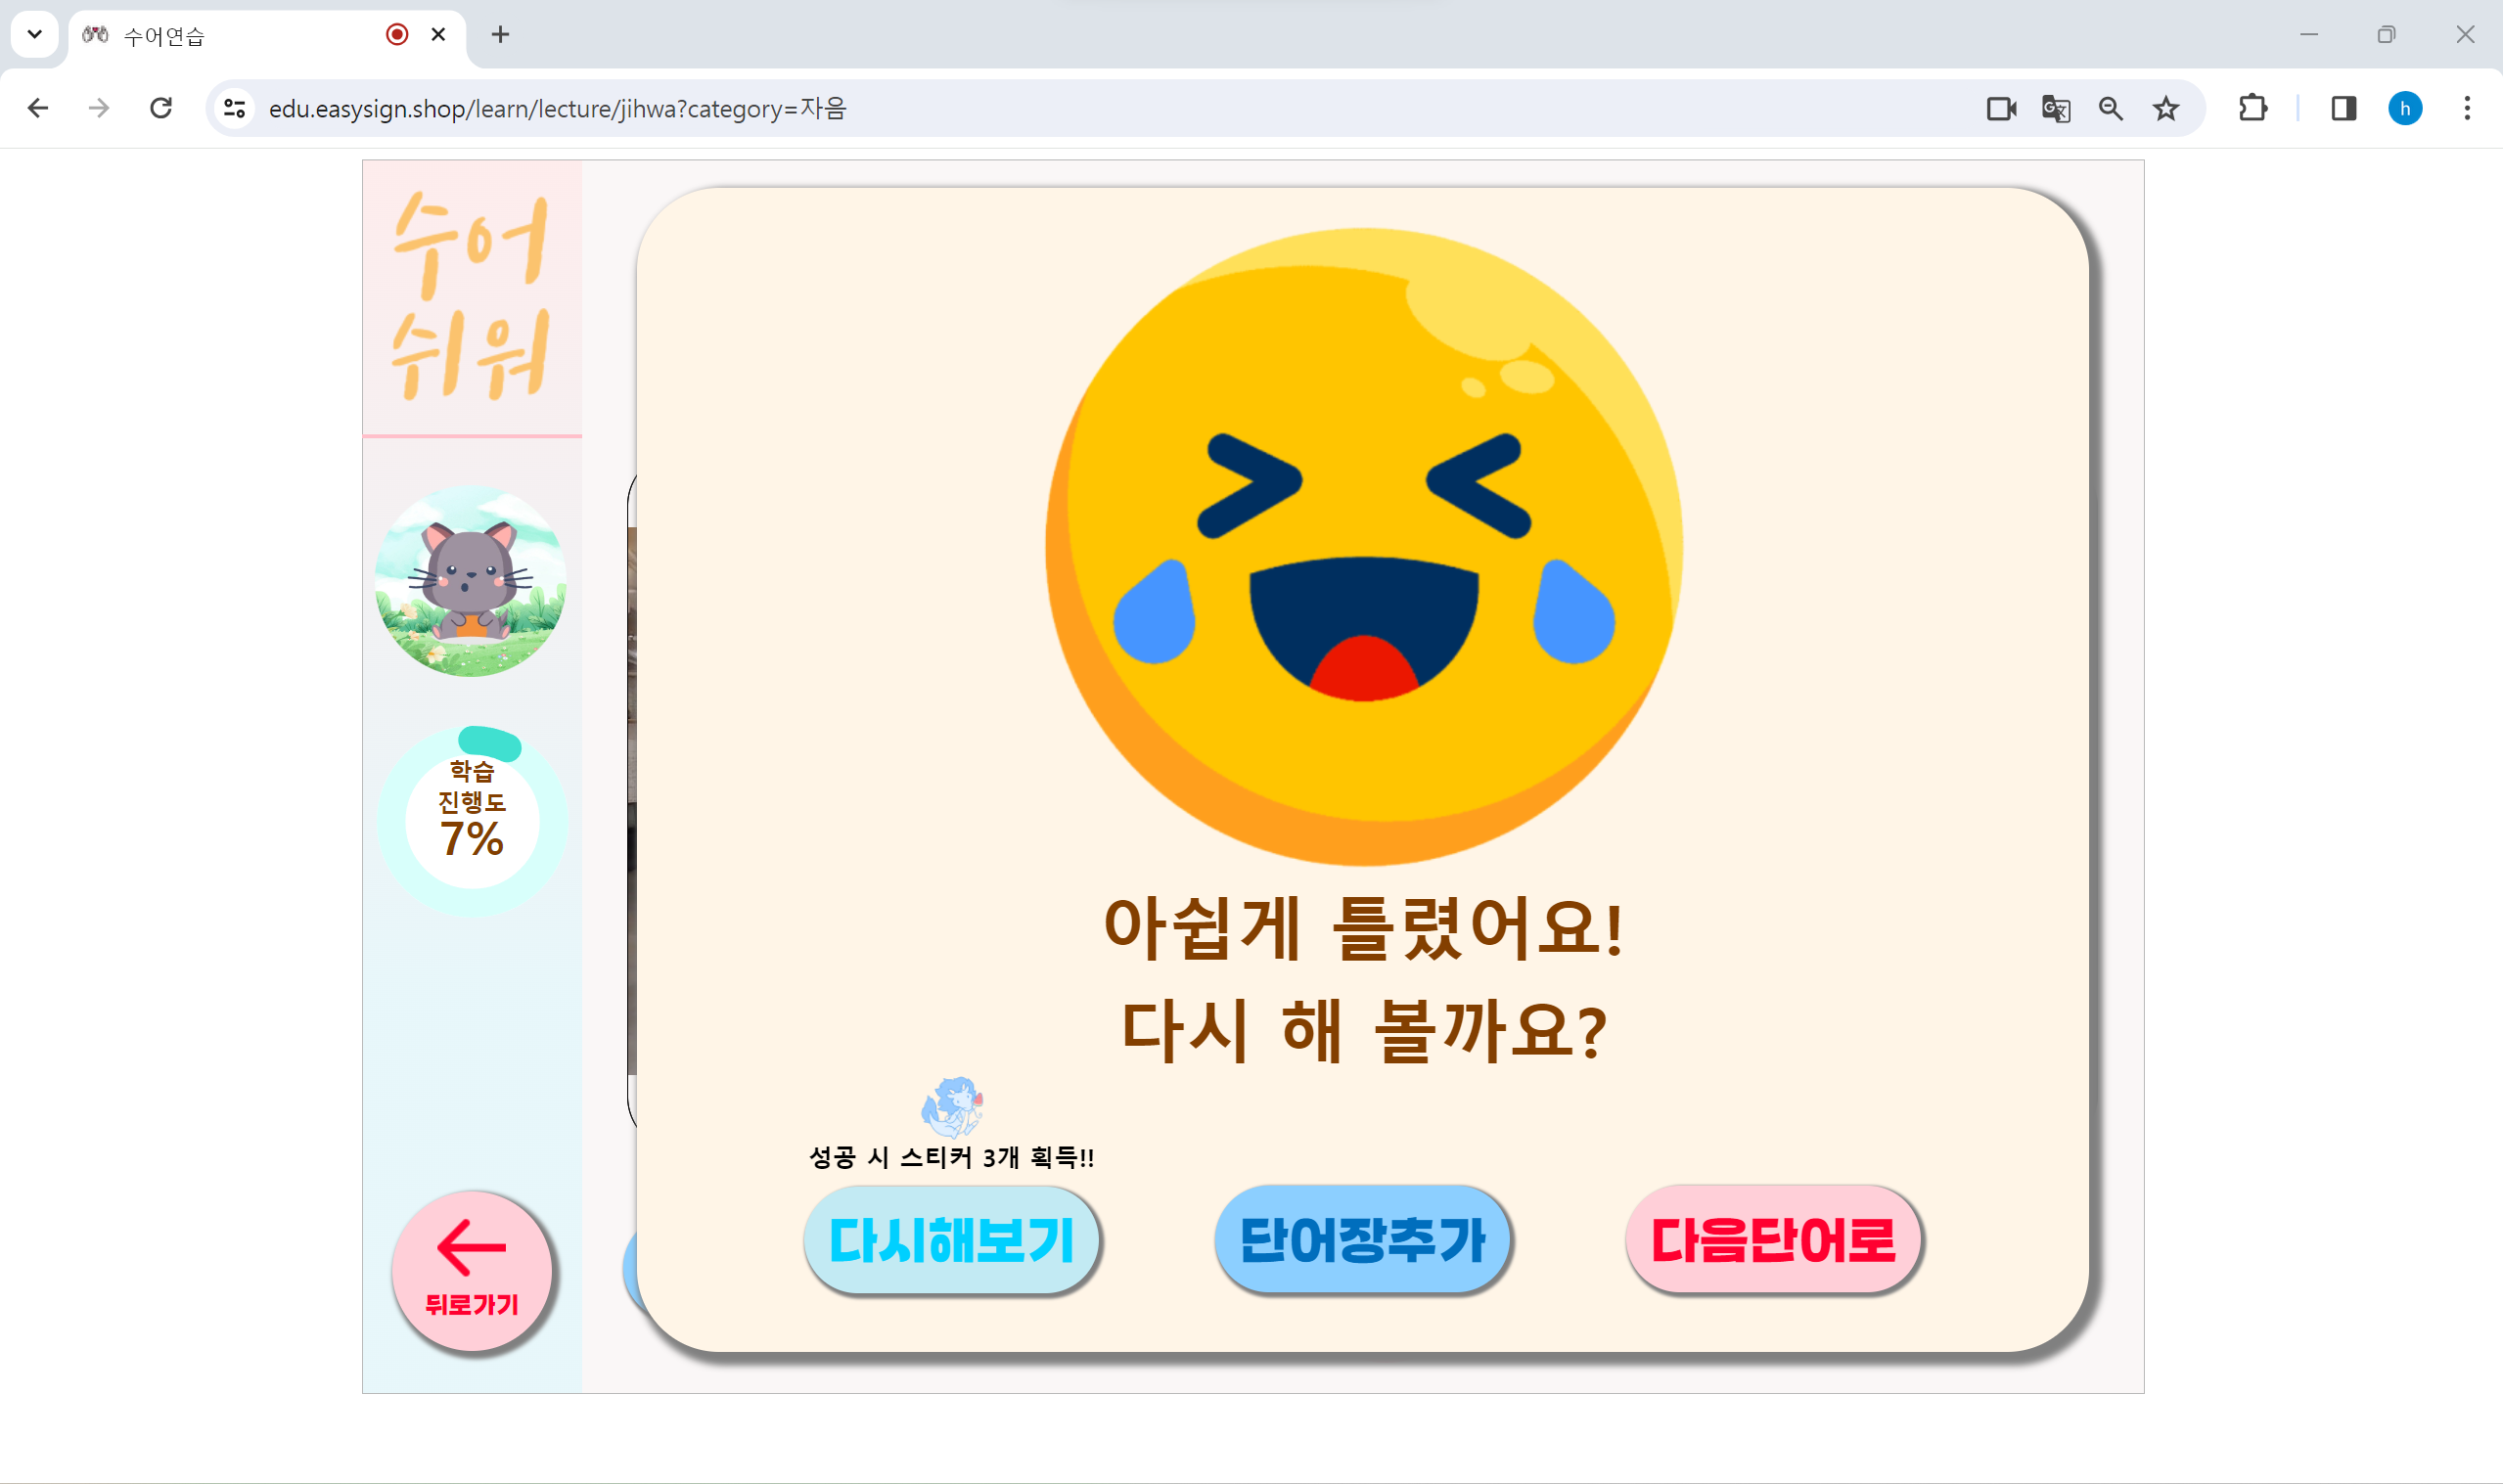 수어연습
edu.easysign.shop/learn/lecture/jihwa?category=자음
h
수어
쉬워
학습
진행도
7%
뒤로가기
아쉽게 틀렸어요!
다시 해 볼까요?
성공 시 스티커 3개 획득!!
다시해보기
단어장추가
다음단어로